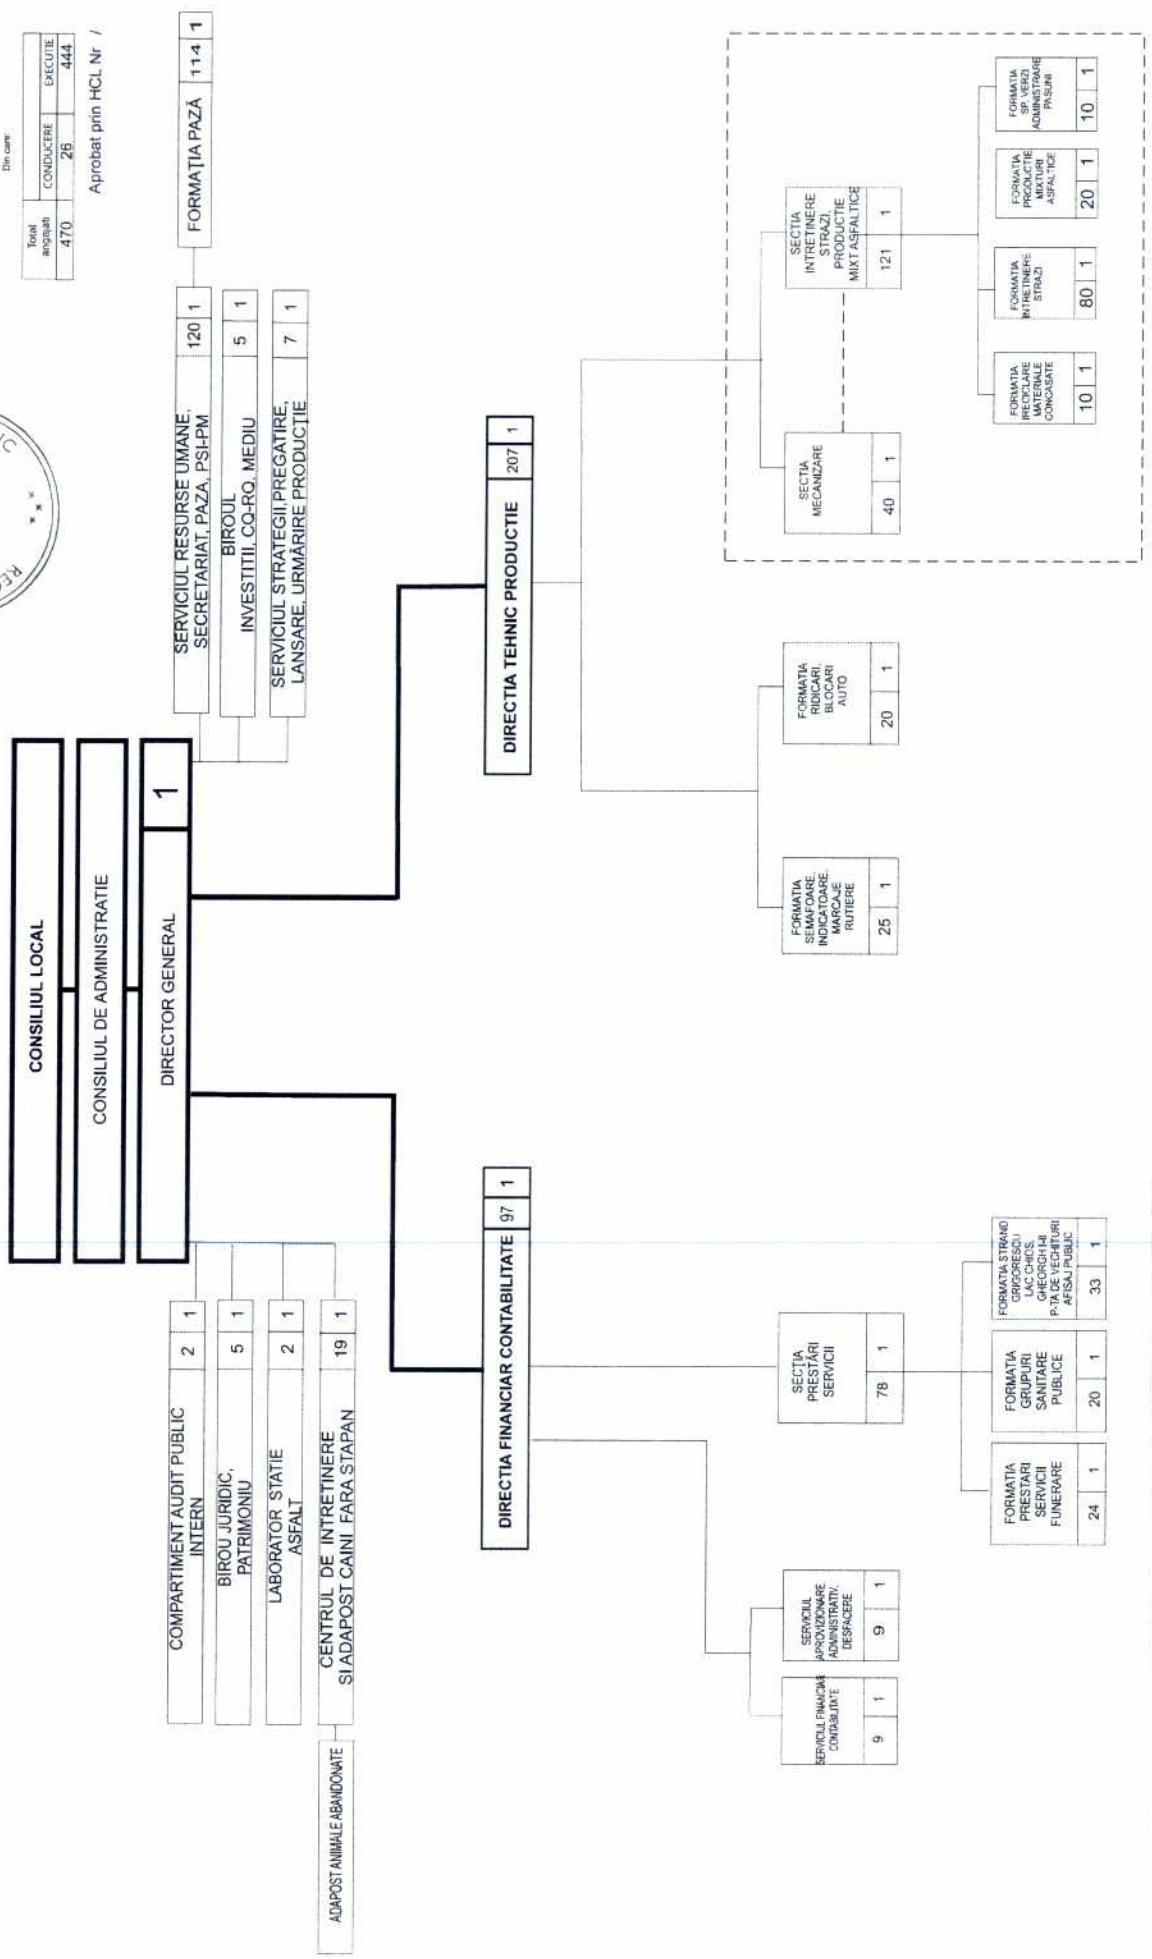 Din care:
Total
angajati
CONDUCERE
EXECUTIE
470
26
444
Aprobat prin HCL Nr /
CONSILIUL LOCAL
CONSILIUL DE ADMINISTRATIE
DIRECTOR GENERAL
1
COMPARTIMENT AUDIT PUBLIC
INTERN
2 1
BIROU JURIDIC,
PATRIMONIU
5 1
LABORATOR STATIE
ASFALT
2 1
CENTRUL DE INTRETINERE
SI ADAPOST CAINI FARA STAPAN
19 1
ADAPOST ANIMALE ABANDONATE
SERVICIUL RESURSE UMANE,
SECRETARIAT, PAZA, PSI-PM
120 1
FORMAȚIA PAZĂ
114 1
BIROUL
INVESTITII, CQ-RQ, MEDIU
5 1
SERVICIUL STRATEGII,PREGATIRE,
LANSARE, URMĂRIRE PRODUCȚIE
7 1
DIRECTIA FINANCIAR CONTABILITATE
97 1
DIRECTIA TEHNIC PRODUCTIE
207 1
SERVICIUL FINANCIAR
CONTABILITATE
9 1
SERVICIUL
APROVIZIONARE,
ADMINISTRATIV,
DESFACERE
9 1
SECȚIA
PRESTĂRI
SERVICII
78 1
FORMATIA
SEMAFOARE,
INDICATOARE,
MARCAJE
RUTIERE
25 1
FORMATIA
RIDICARI,
BLOCARI
AUTO
20 1
SECTIA
MECANIZARE
40 1
SECTIA
INTRETINERE
STRAZI,
PRODUCTIE
MIXT ASFALTICE
121 1
FORMATIA
PRESTARI
SERVICII
FUNERARE
24 1
FORMATIA
GRUPURI
SANITARE
PUBLICE
20 1
FORMATIA STRAND
GRIGORESCU
LAC CHIOS,
GHEORGHENI-II
P-TA DE VECHITURI
AFISAJ PUBLIC
33 1
FORMATIA
RECICLARE
MATERIALE
CONCASATE
10 1
FORMATIA
INTRETINERE
STRAZI
80 1
FORMATIA
PRODUCTIE
MIXTURI
ASFALTICE
20 1
FORMATIA
SP. VERZI
ADMINISTRARE
PASUNI
10 1